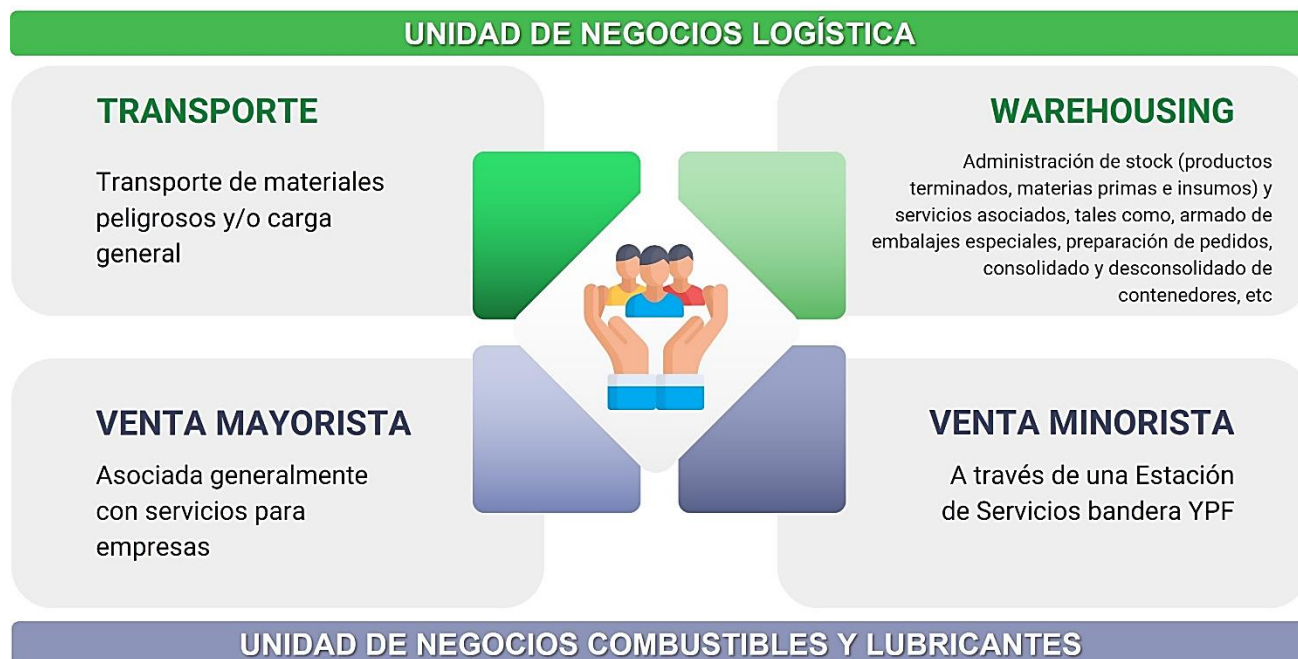 UNIDAD DE NEGOCIOS LOGÍSTICA
TRANSPORTE
Transporte de materiales
peligrosos y/o carga
general
WAREHOUSING
Administración de stock (productos
terminados, materias primas e insumos) y
servicios asociados, tales como, armado de
embalajes especiales, preparación de pedidos,
consolidado y desconsolidado de
contenedores, etc
VENTA MAYORISTA
Asociada generalmente
con servicios para
empresas
VENTA MINORISTA
A través de una Estación
de Servicios bandera YPF
UNIDAD DE NEGOCIOS COMBUSTIBLES Y LUBRICANTES